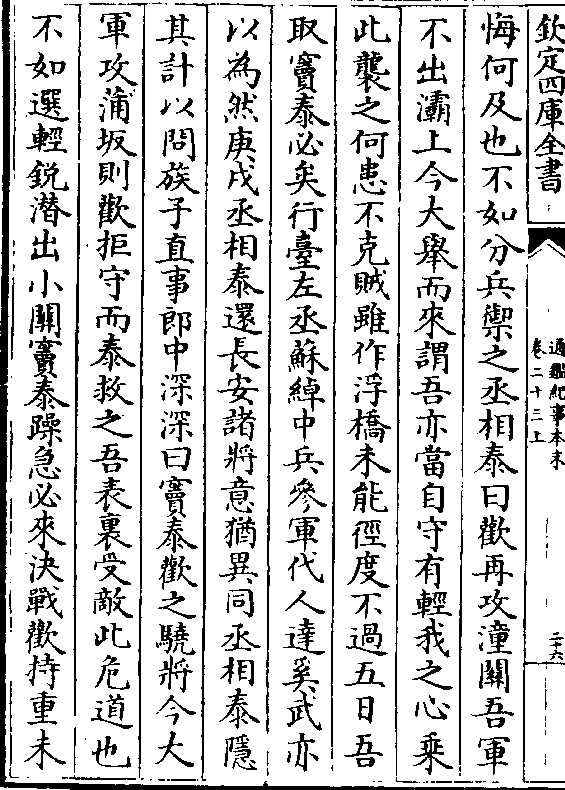 欽定四庫全書
通鑑紀事本末
卷二十三上
二十六
悔何及也不如分兵禦之丞相泰曰歡再攻潼關吾軍
不出灞上今大舉而來謂吾亦當自守有輕我之心乘
此襲之何患不克賊雖作浮橋未能徑度不過五日吾
取竇泰必矣行臺左丞蘇綽中兵參軍代人達奚武亦
以為然庚戌丞相泰還長安諸將意猶異同丞相泰隱
其計以問族子直事郎中深深曰竇泰歡之驍將今大
軍攻蒲坂則歡拒守而泰救之吾表裏受敵此危道也
不如選輕銳潛出小關竇泰躁急必來決戰歡持重未